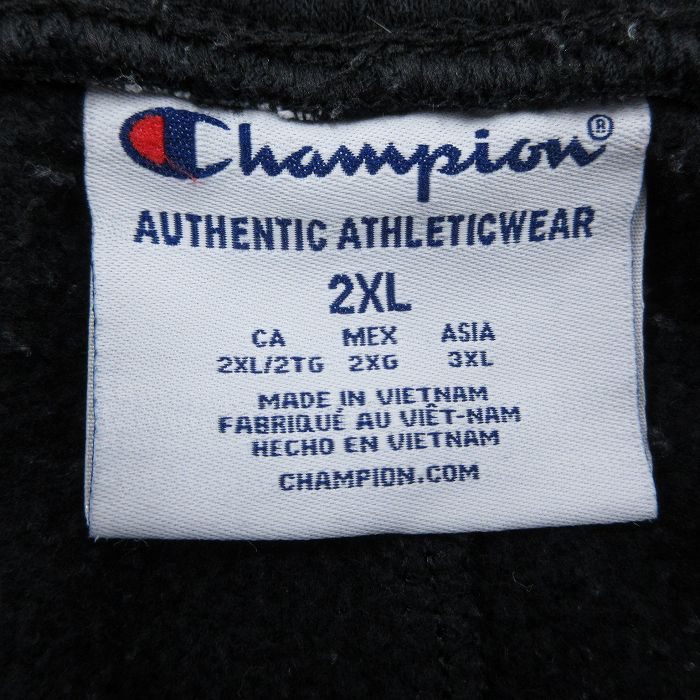 Champion®
AUTHENTIC ATHLETICWEAR
2XL
CA MEX ASIA
2XL/2TG 2XG 3XL
MADE IN VIETNAM
FABRIQUÉ AU VIÊT-NAM
HECHO EN VIETNAM
CHAMPION.COM